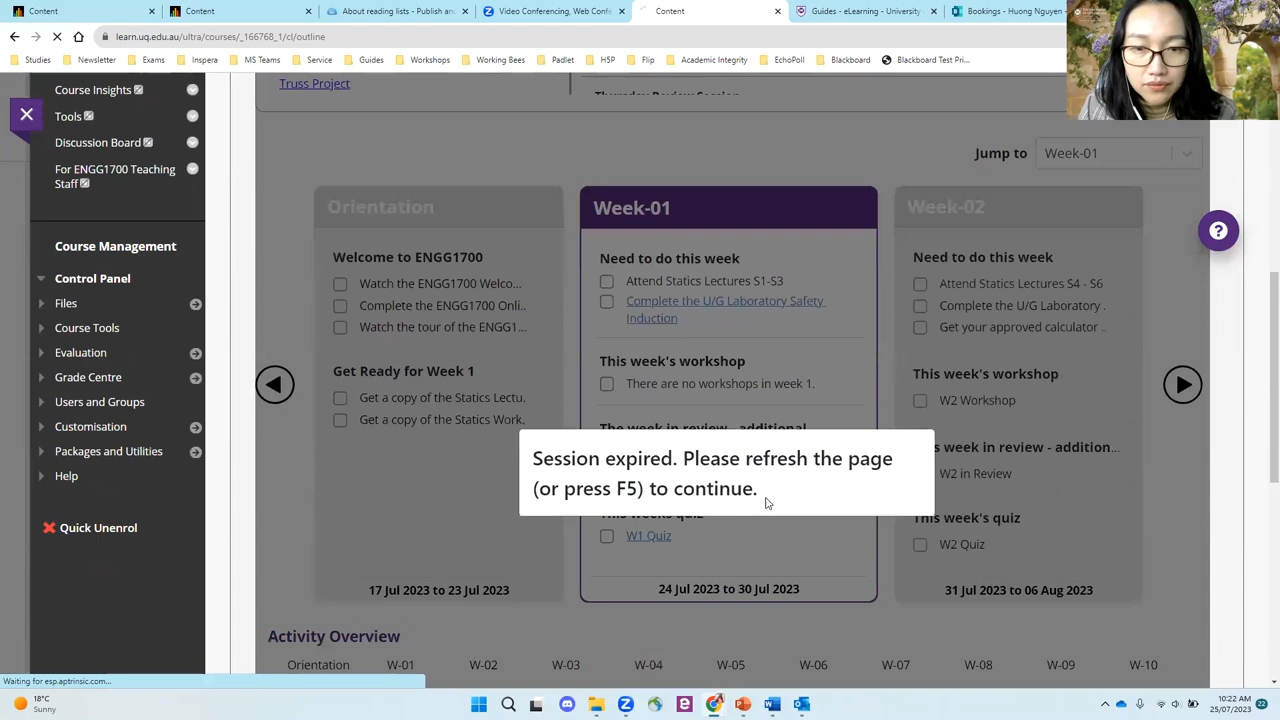 Content
Content
About reading lists - Publish an
Video Conferencing, Web Confe
Content
Guides - eLearning - University
Bookings - Huong Nguyen
learn.uq.edu.au/ultra/courses/_166768_1/cl/outline
Studies
Newsletter
Exams
Inspera
MS Teams
Service
Guides
Workshops
Working Bees
Padlet
H5P
Flip
Academic Integrity
EchoPoll
Blackboard
Blackboard Test Pri...
Truss Project
Thursday Review Session
Course Insights
Tools
Discussion Board
For ENGG1700 Teaching
Staff
Course Management
Control Panel
Files
Course Tools
Evaluation
Grade Centre
Users and Groups
Customisation
Packages and Utilities
Help
Quick Unenrol
Jump to
Week-01
Orientation
Welcome to ENGG1700
Watch the ENGG1700 Welco...
Complete the ENGG1700 Onli..
Watch the tour of the ENGG1...
Get Ready for Week 1
Get a copy of the Statics Lectu.
Get a copy of the Statics Work.
17 Jul 2023 to 23 Jul 2023
Week-01
Need to do this week
Attend Statics Lectures S1-S3
Complete the U/G Laboratory Safety
Induction
This week's workshop
There are no workshops in week 1.
The week in review - additional
This weeks quiz
W1 Quiz
24 Jul 2023 to 30 Jul 2023
Week-02
Need to do this week
Attend Statics Lectures S4 - S6
Complete the U/G Laboratory .
Get your approved calculator ..
This week's workshop
W2 Workshop
s week in review - addition...
W2 in Review
This week's quiz
W2 Quiz
31 Jul 2023 to 06 Aug 2023
Session expired. Please refresh the page
(or press F5) to continue.
Activity Overview
Orientation W-01 W-02 W-03 W-04 W-05 W-06 W-07 W-08 W-09 W-10
Waiting for esp.aptrinsic.com...
18°C
Sunny
10:22 AM
25/07/2023
22